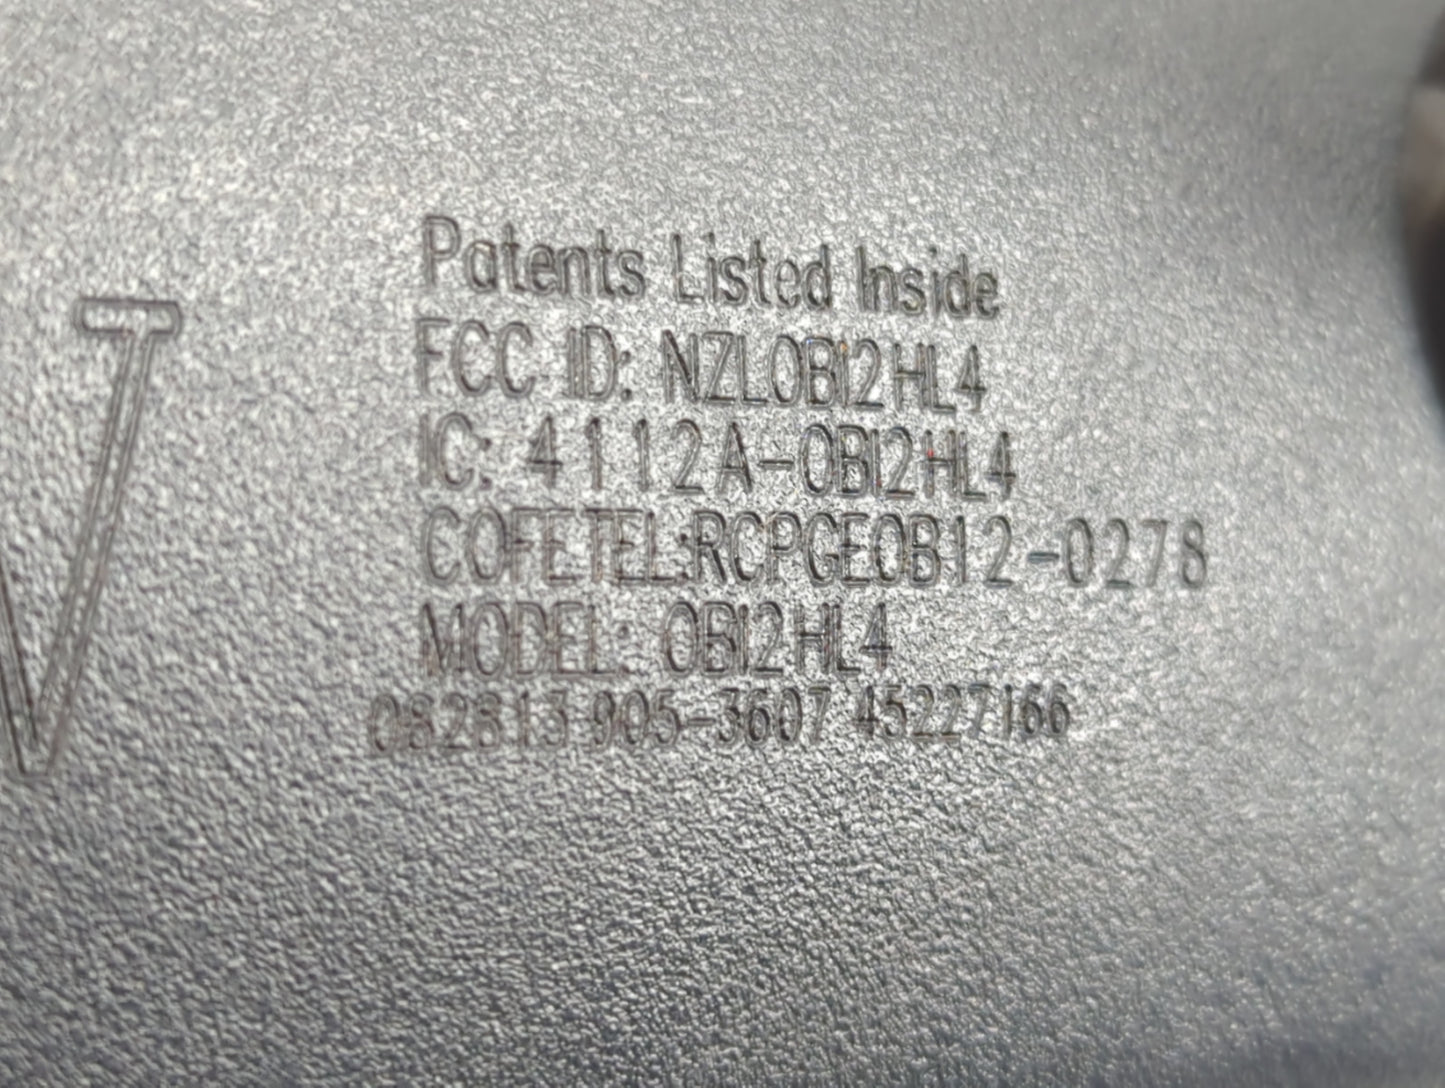 Patents Listed Inside
FCC ID: NZLOBI2HL4
IC: 4112A-OBI2HL4
COFETEL:RCPGEOB12-0278
MODEL: OBI2HL4
082813 905-3607 45227166